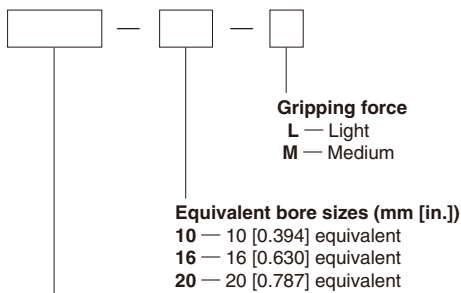 Gripping force
L — Light
M — Medium
Equivalent bore sizes (mm [in.])
10 — 10 [0.394] equivalent
16 — 16 [0.630] equivalent
20 — 20 [0.787] equivalent